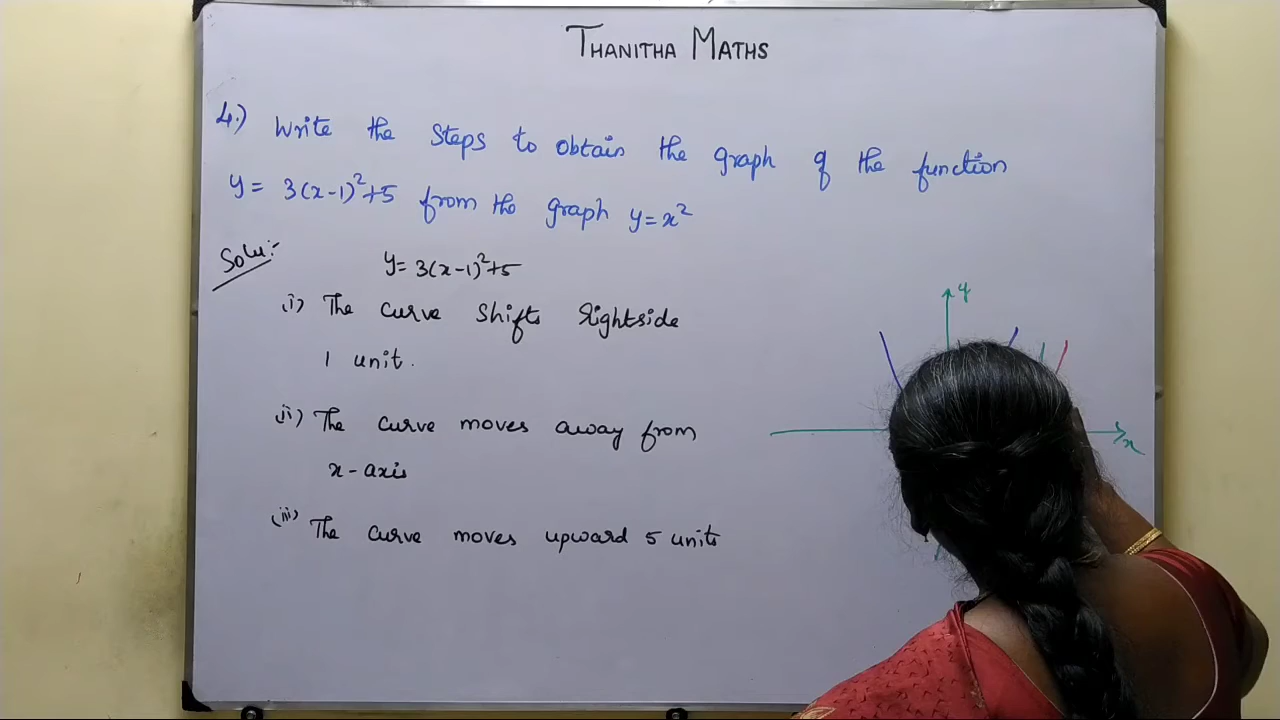 THANITHA MATHS
4.) Write the Steps to obtain the graph of the function
y = 3(x-1)²+5 from the graph y = x²
Solu:-
y = 3(x-1)²+5
(i) The curve shifts rightside
1 unit.
(ii) The curve moves away from
x - axis
(iii) The curve moves upward 5 units
y
x